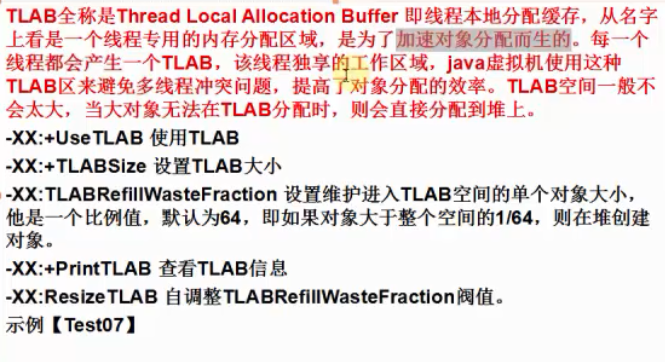 TLAB全称是Thread Local Allocation Buffer 即线程本地分配缓存，从名字
上看是一个线程专用的内存分配区域，是为了加速对象分配而生的。每一个
线程都会产生一个TLAB，该线程独享的工作区域，java虚拟机使用这种
TLAB区来避免多线程冲突问题，提高了对象分配的效率。TLAB空间一般不
会太大，当大对象无法在TLAB分配时，则会直接分配到堆上。
-XX:+UseTLAB 使用TLAB
-XX:+TLABSize 设置TLAB大小
-XX:TLABRefillWasteFraction 设置维护进入TLAB空间的单个对象大小，
他是一个比例值，默认为64，即如果对象大于整个空间的1/64，则在堆创建
对象。
-XX:+PrintTLAB 查看TLAB信息
-XX:ResizeTLAB 自调整TLABRefillWasteFraction阀值。
示例【Test07】